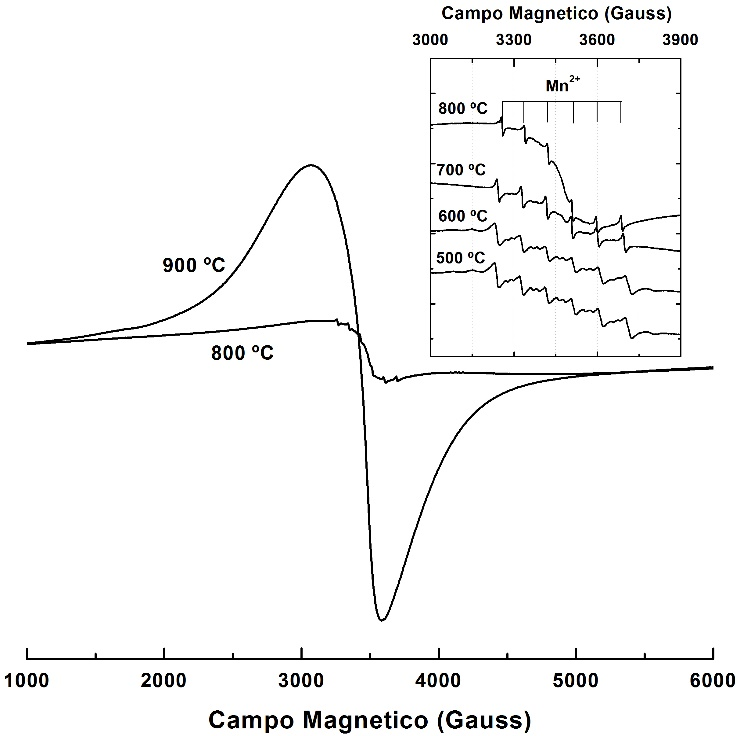 Campo Magnetico (Gauss)
3000 3300 3600 3900
Mn²⁺
800 ºC
700 ºC
600 ºC
500 ºC
900 ºC
800 ºC
1000 2000 3000 4000 5000 6000
Campo Magnetico (Gauss)